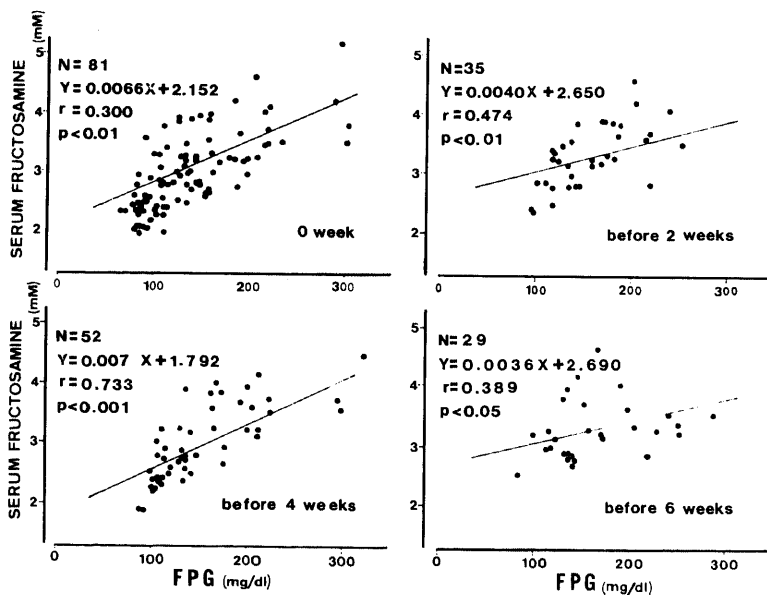 SERUM FRUCTOSAMINE (mM)
5
4
3
2
N= 81
Y=0.0066X+2.152
r=0.300
p<0.01
0 week
0 100 200 300
5
4
3
2
N=35
Y=0.0040X+2.650
r=0.474
p<0.01
before 2 weeks
0 100 200 300
SERUM FRUCTOSAMINE (mM)
5
4
3
2
N=52
Y=0.007 X+1.792
r=0.733
p<0.001
before 4 weeks
0 100 200 300
FPG (mg/dl)
5
4
3
2
N=29
Y=0.0036X+2.690
r=0.389
p<0.05
before 6 weeks
0 100 200 300
FPG (mg/dl)